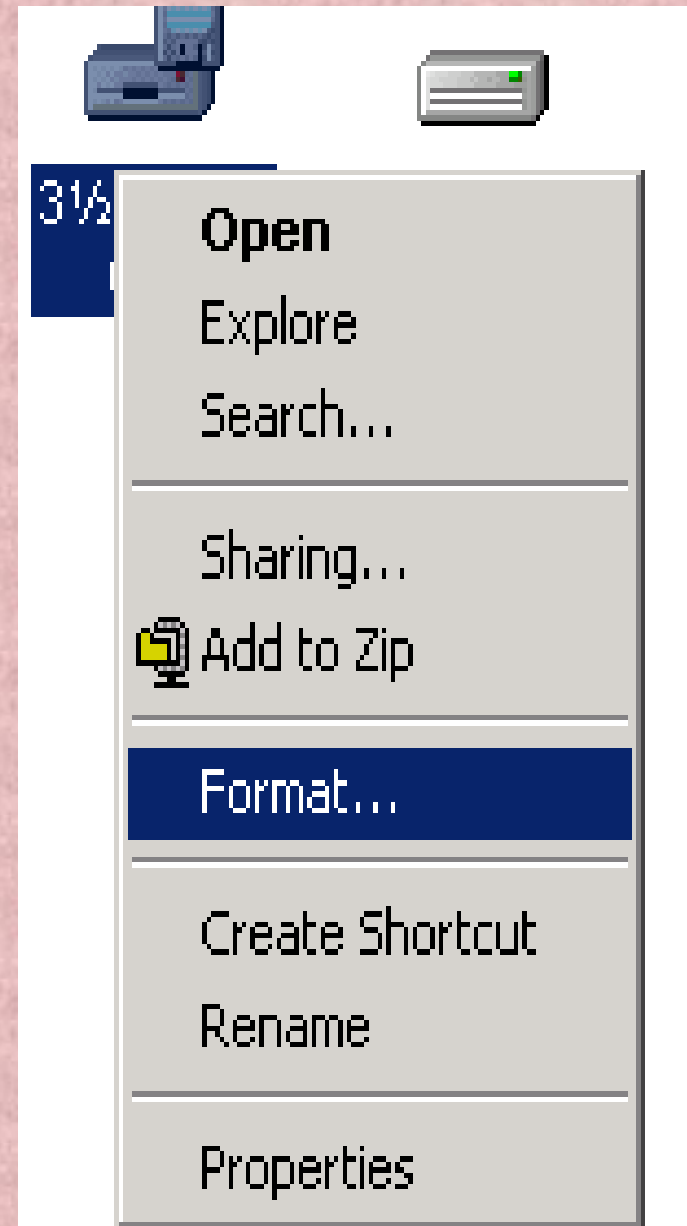 3½
Open
Explore
Search...
Sharing...
Add to Zip
Format...
Create Shortcut
Rename
Properties